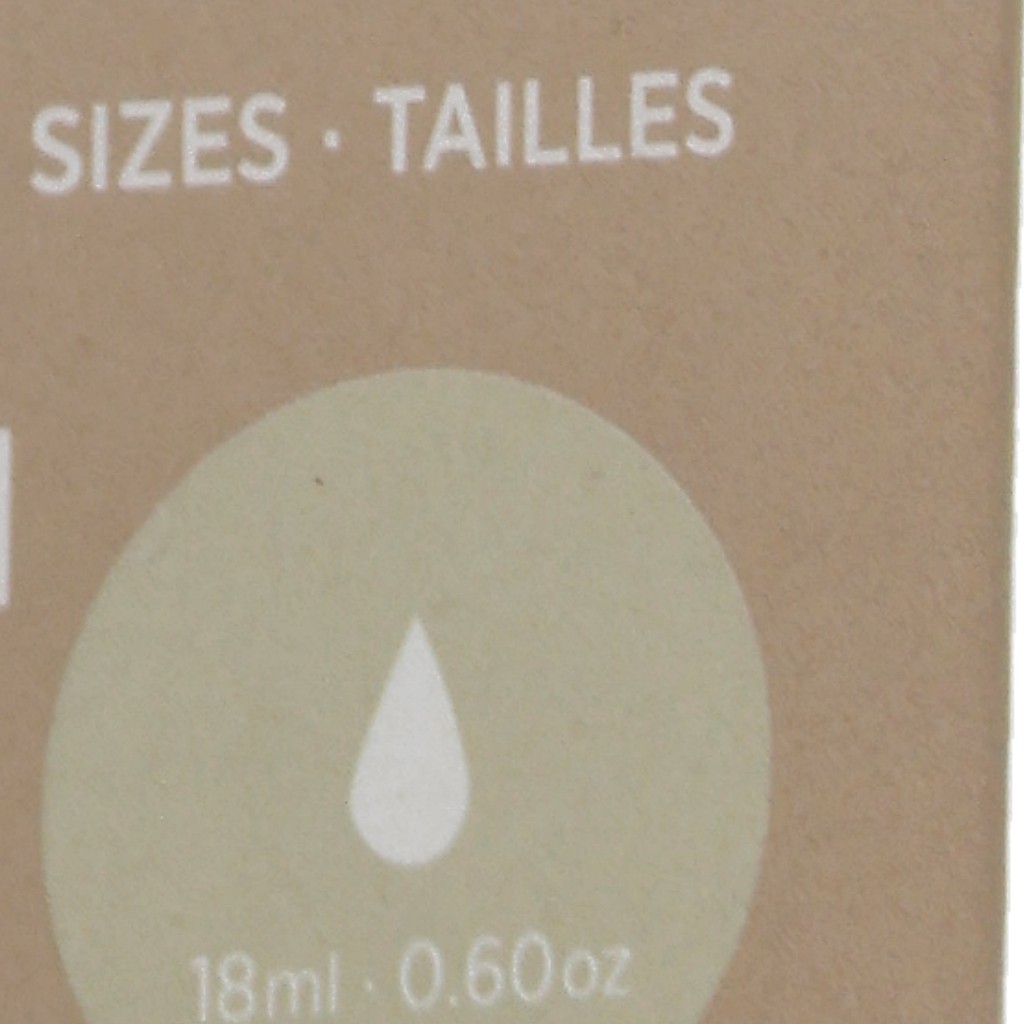 SIZES · TAILLES
18ml · 0.60oz